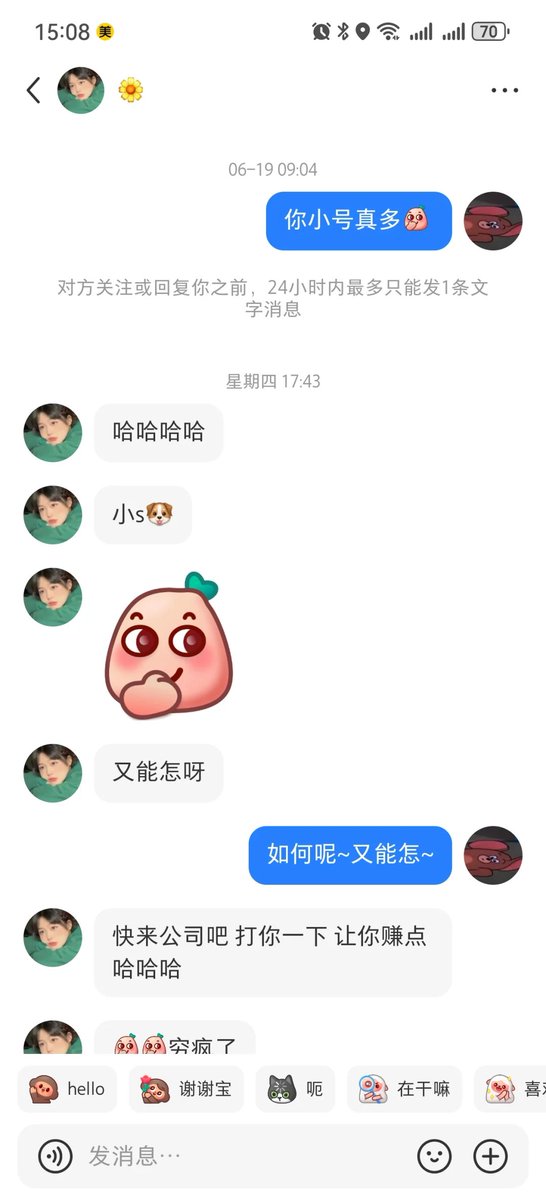 15:08 美 70
06-19 09:04
你小号真多
对方关注或回复你之前，24小时内最多只能发1条文
字消息
星期四 17:43
哈哈哈哈
小s
又能怎呀
如何呢~又能怎~
快来公司吧 打你一下 让你赚点
哈哈哈
穷疯了
hello 谢谢宝 呃 在干嘛 喜
发消息…